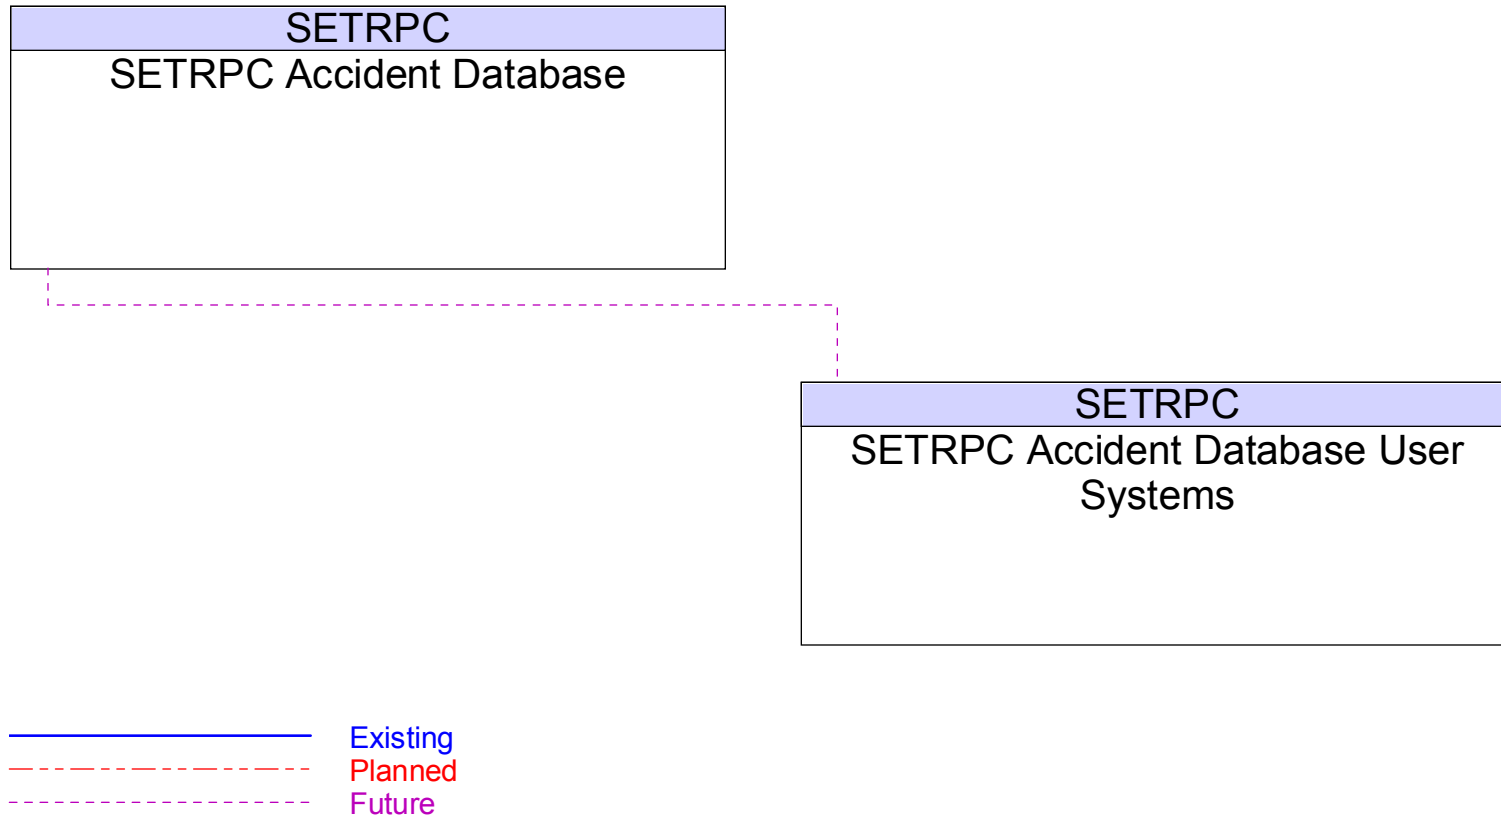 SETRPC
SETRPC Accident Database
SETRPC
SETRPC Accident Database User
Systems
Existing
Planned
Future